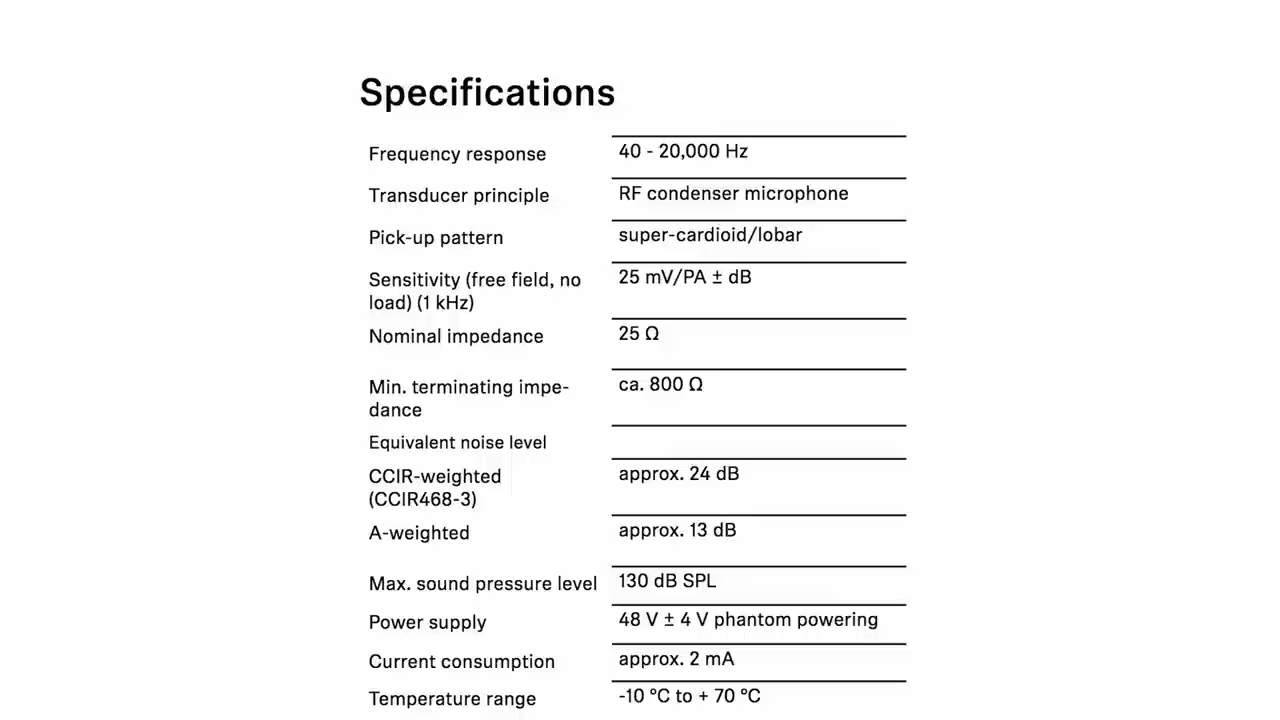 Specifications
Frequency response 40 - 20,000 Hz
Transducer principle RF condenser microphone
Pick-up pattern super-cardioid/lobar
Sensitivity (free field, no 25 mV/PA ± dB
load) (1 kHz)
Nominal impedance 25 Ω
Min. terminating impe- ca. 800 Ω
dance
Equivalent noise level
CCIR-weighted approx. 24 dB
(CCIR468-3)
A-weighted approx. 13 dB
Max. sound pressure level 130 dB SPL
Power supply 48 V ± 4 V phantom powering
Current consumption approx. 2 mA
Temperature range -10 °C to + 70 °C